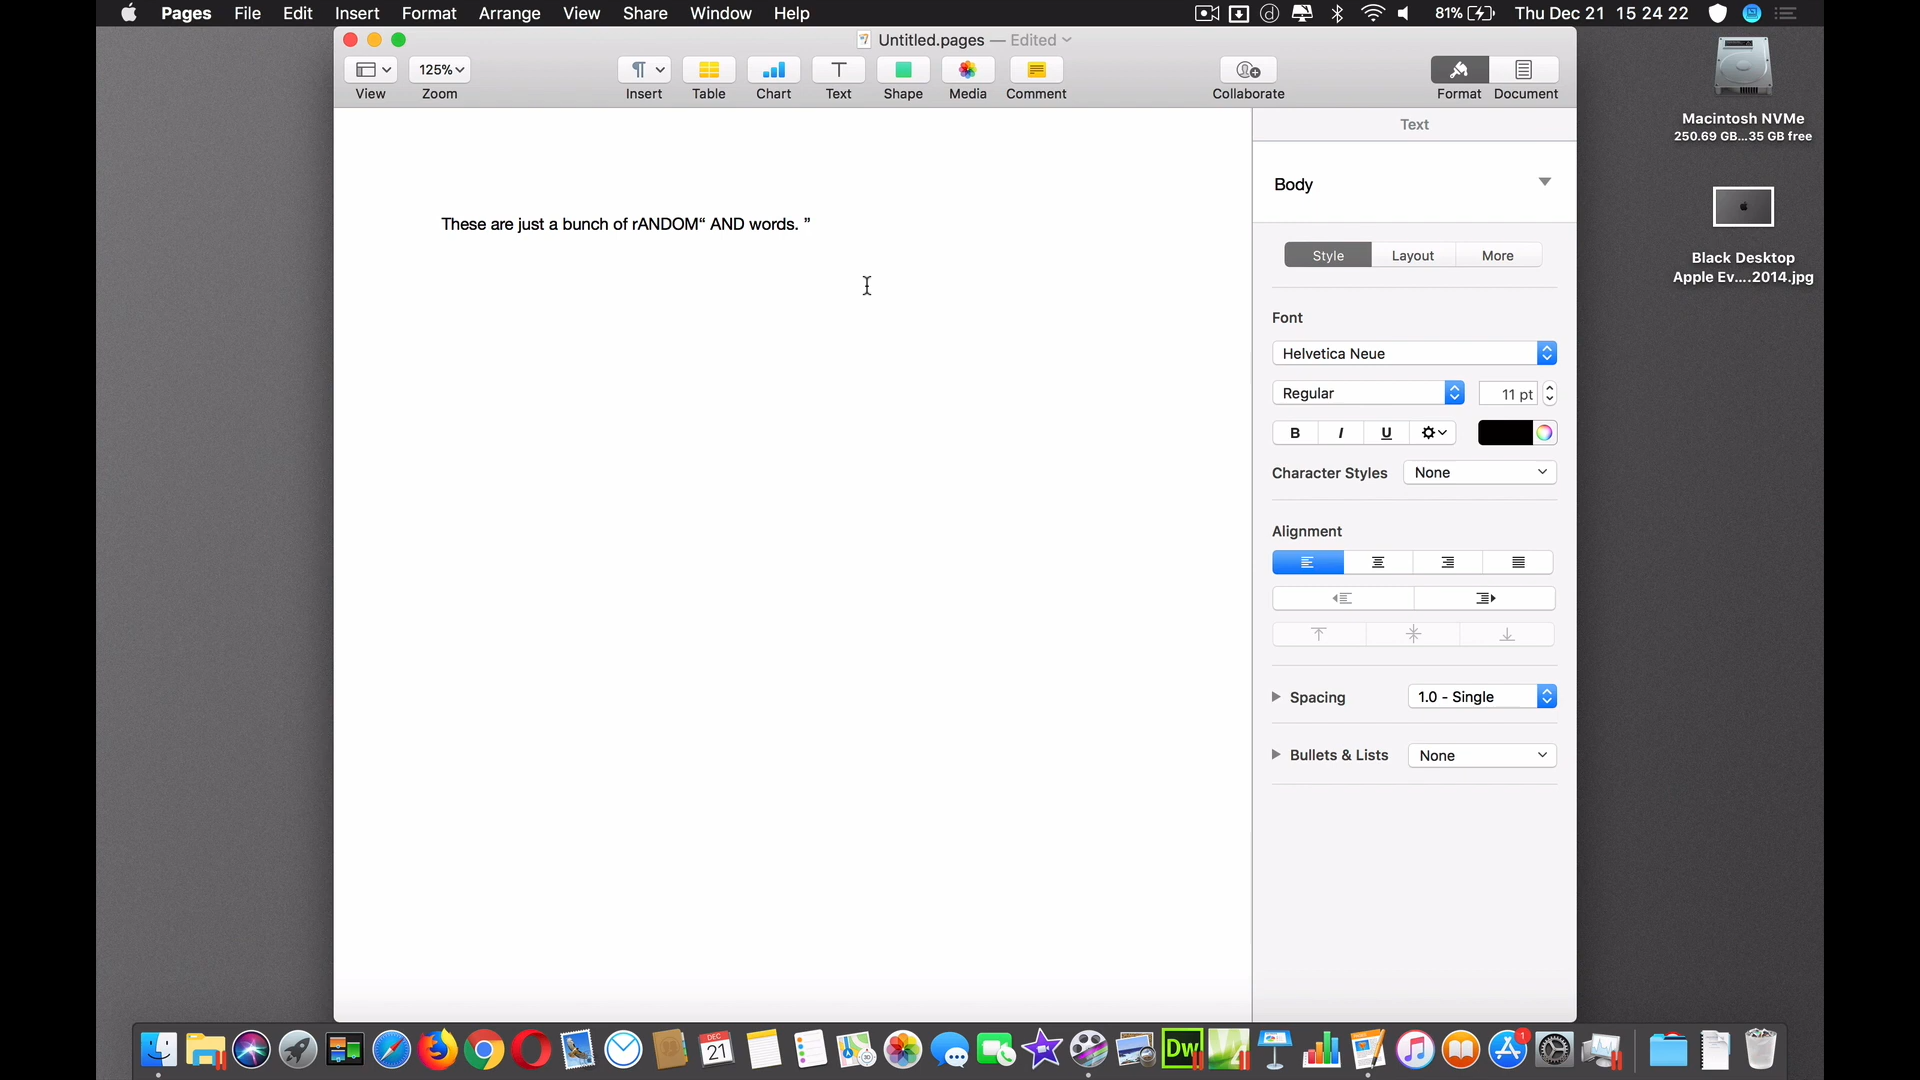 Pages File Edit Insert Format Arrange View Share Window Help
81% Thu Dec 21 15 24 22
Untitled.pages — Edited
125%
View Zoom Insert Table Chart Text Shape Media Comment Collaborate Format Document
Text
Body
Style Layout More
Font
Helvetica Neue
Regular 11 pt
B I U
Character Styles None
Alignment
Spacing 1.0 - Single
Bullets & Lists None
These are just a bunch of rANDOM“ AND words. ”
Macintosh NVMe
250.69 GB...35 GB free
Black Desktop
Apple Ev....2014.jpg
DEC
21
Dw
1